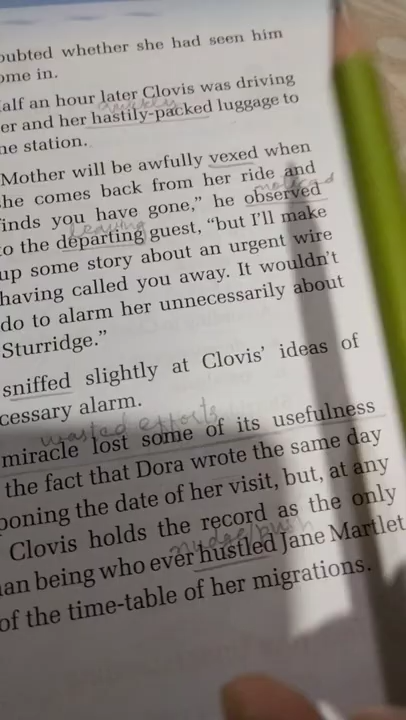 oubted whether she had seen him
ome in.
alf an hour later Clovis was driving
quickly
er and her hastily-packed luggage to
he station.
Mother will be awfully vexed when
he comes back from her ride and
noticed
inds you have gone,” he observed
leaving
o the departing guest, “but I’ll make
up some story about an urgent wire
having called you away. It wouldn’t
do to alarm her unnecessarily about
Sturridge.”
sniffed slightly at Clovis’ ideas of
cessary alarm.
wasted efforts
miracle lost some of its usefulness
the fact that Dora wrote the same day
poning the date of her visit, but, at any
Clovis holds the record as the only
nudge/push
an being who ever hustled Jane Martlet
of the time-table of her migrations.